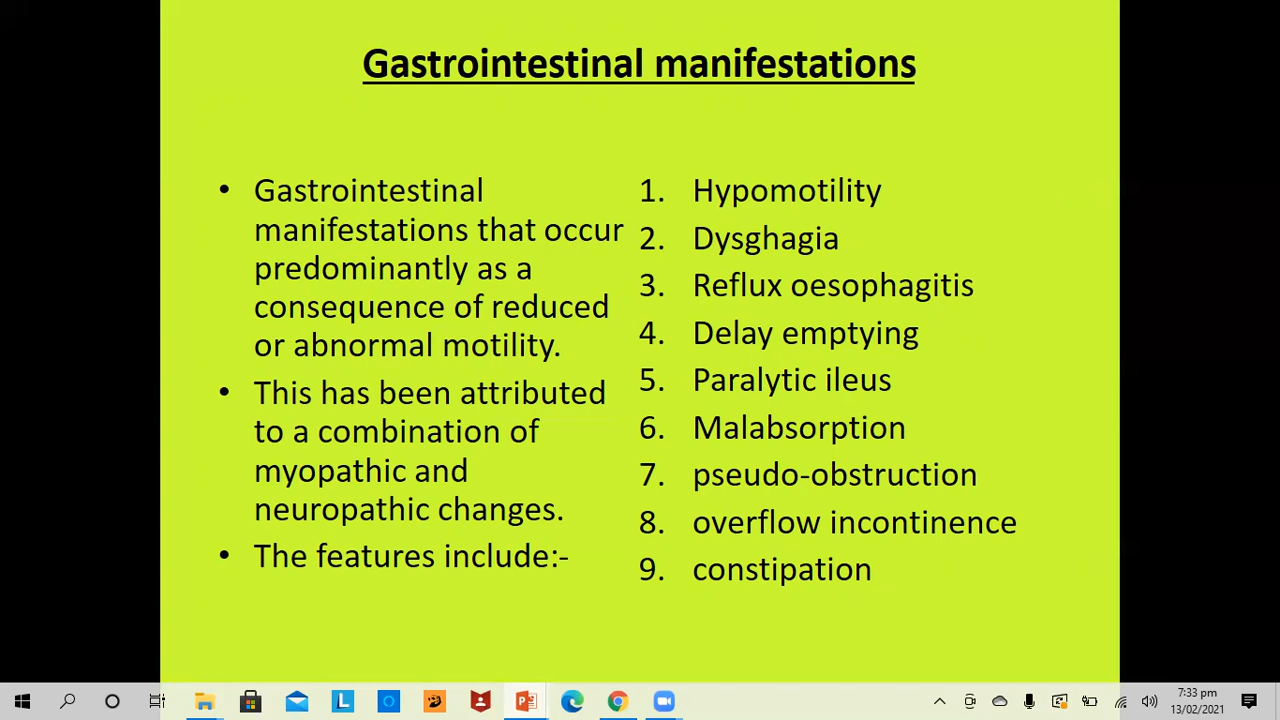 Gastrointestinal manifestations
• Gastrointestinal
manifestations that occur
predominantly as a
consequence of reduced
or abnormal motility.
• This has been attributed
to a combination of
myopathic and
neuropathic changes.
• The features include:-
1. Hypomotility
2. Dysghagia
3. Reflux oesophagitis
4. Delay emptying
5. Paralytic ileus
6. Malabsorption
7. pseudo-obstruction
8. overflow incontinence
9. constipation
7:33 pm
13/02/2021